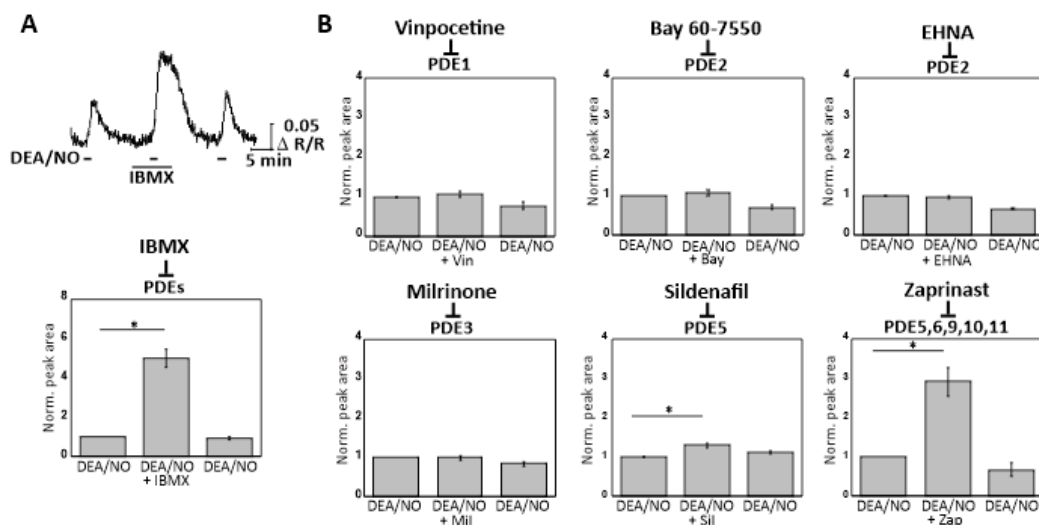 A
0.05
Δ R/R
5 min
DEA/NO
IBMX
IBMX
PDEs
Norm. peak area
8
6
4
2
0
*
DEA/NO DEA/NO DEA/NO
+ IBMX
B
Vinpocetine
PDE1
Norm. peak area
4
3
2
1
0
DEA/NO DEA/NO DEA/NO
+ Vin
Bay 60-7550
PDE2
Norm. peak area
4
3
2
1
0
DEA/NO DEA/NO DEA/NO
+ Bay
EHNA
PDE2
Norm. peak area
4
3
2
1
0
DEA/NO DEA/NO DEA/NO
+ EHNA
Milrinone
PDE3
Norm. peak area
4
3
2
1
0
DEA/NO DEA/NO DEA/NO
+ Mil
Sildenafil
PDE5
Norm. peak area
4
3
2
1
0
*
DEA/NO DEA/NO DEA/NO
+ Sil
Zaprinast
PDE5,6,9,10,11
Norm. peak area
4
3
2
1
0
*
DEA/NO DEA/NO DEA/NO
+ Zap